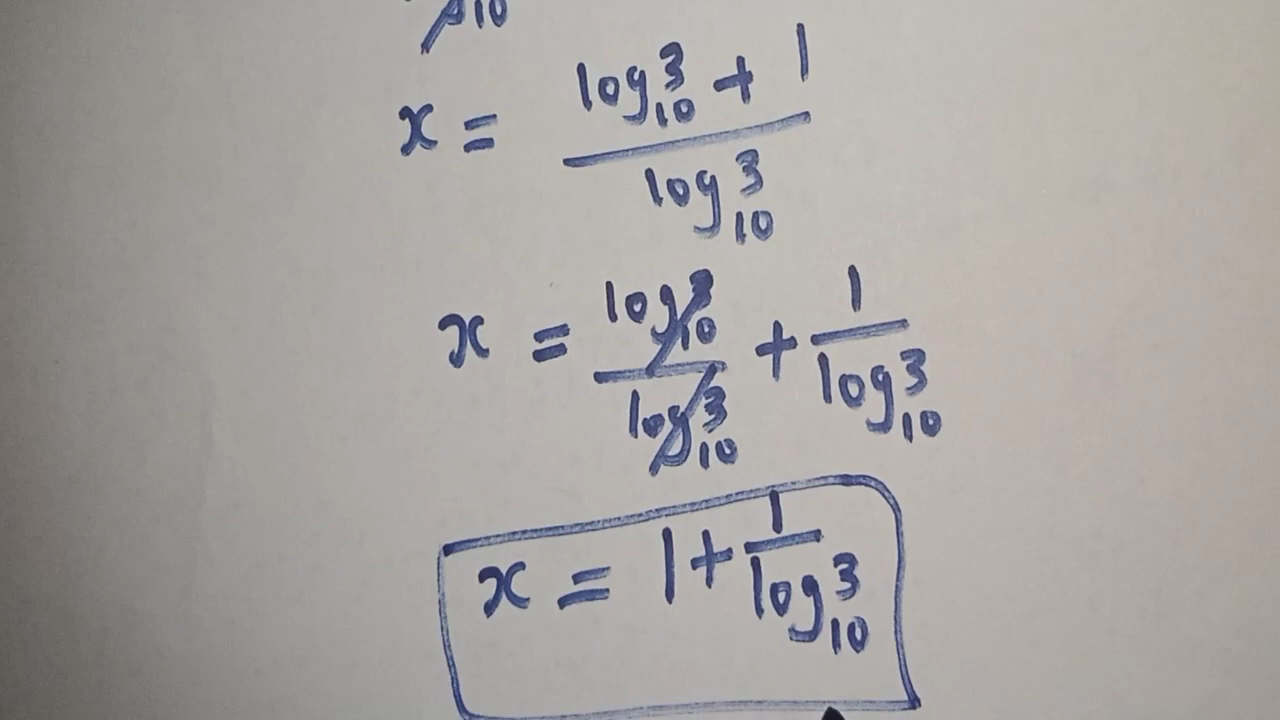 x = (log₁₀³ + 1) / log₁₀³
x = log₁₀³ / log₁₀³ + 1 / log₁₀³
x = 1 + 1 / log₁₀³